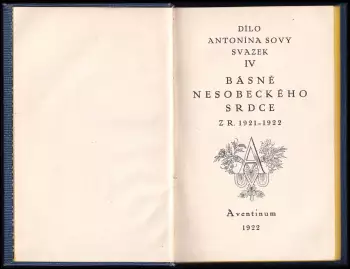 DÍLO
ANTONÍNA SOVY
SVAZEK
IV
BÁSNĚ
NESOBECKÉHO
SRDCE
Z R. 1921-1922
A
Aventinum
1922